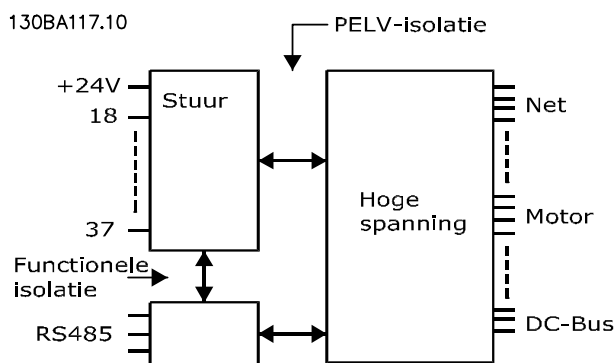 130BA117.10
PELV-isolatie
+24V
Stuur
18
Net
Hoge
spanning
Motor
37
Functionele
isolatie
RS485
DC-Bus